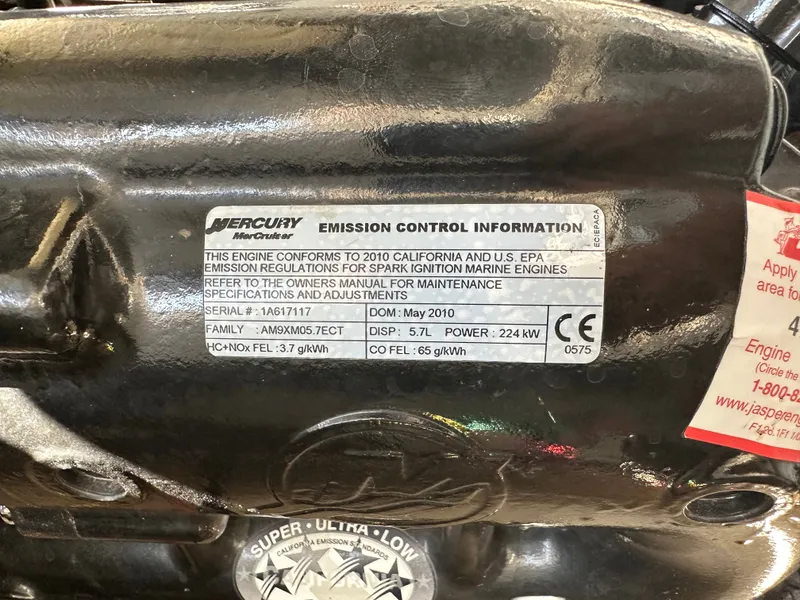 MERCURY
MerCruiser
EMISSION CONTROL INFORMATION
ECIEPACA
THIS ENGINE CONFORMS TO 2010 CALIFORNIA AND U.S. EPA
EMISSION REGULATIONS FOR SPARK IGNITION MARINE ENGINES
REFER TO THE OWNERS MANUAL FOR MAINTENANCE
SPECIFICATIONS AND ADJUSTMENTS
SERIAL # : 1A617117 DOM : May 2010
FAMILY : AM9XM05.7ECT DISP : 5.7L POWER : 224 kW
HC+NOx FEL : 3.7 g/kWh CO FEL : 65 g/kWh
CE
0575
Apply
area fo
4
Engine
(Circle the
1-800-8
www.jaspereng
SUPER · ULTRA · LOW
CALIFORNIA EMISSION STANDARDS
CALIFORNIA